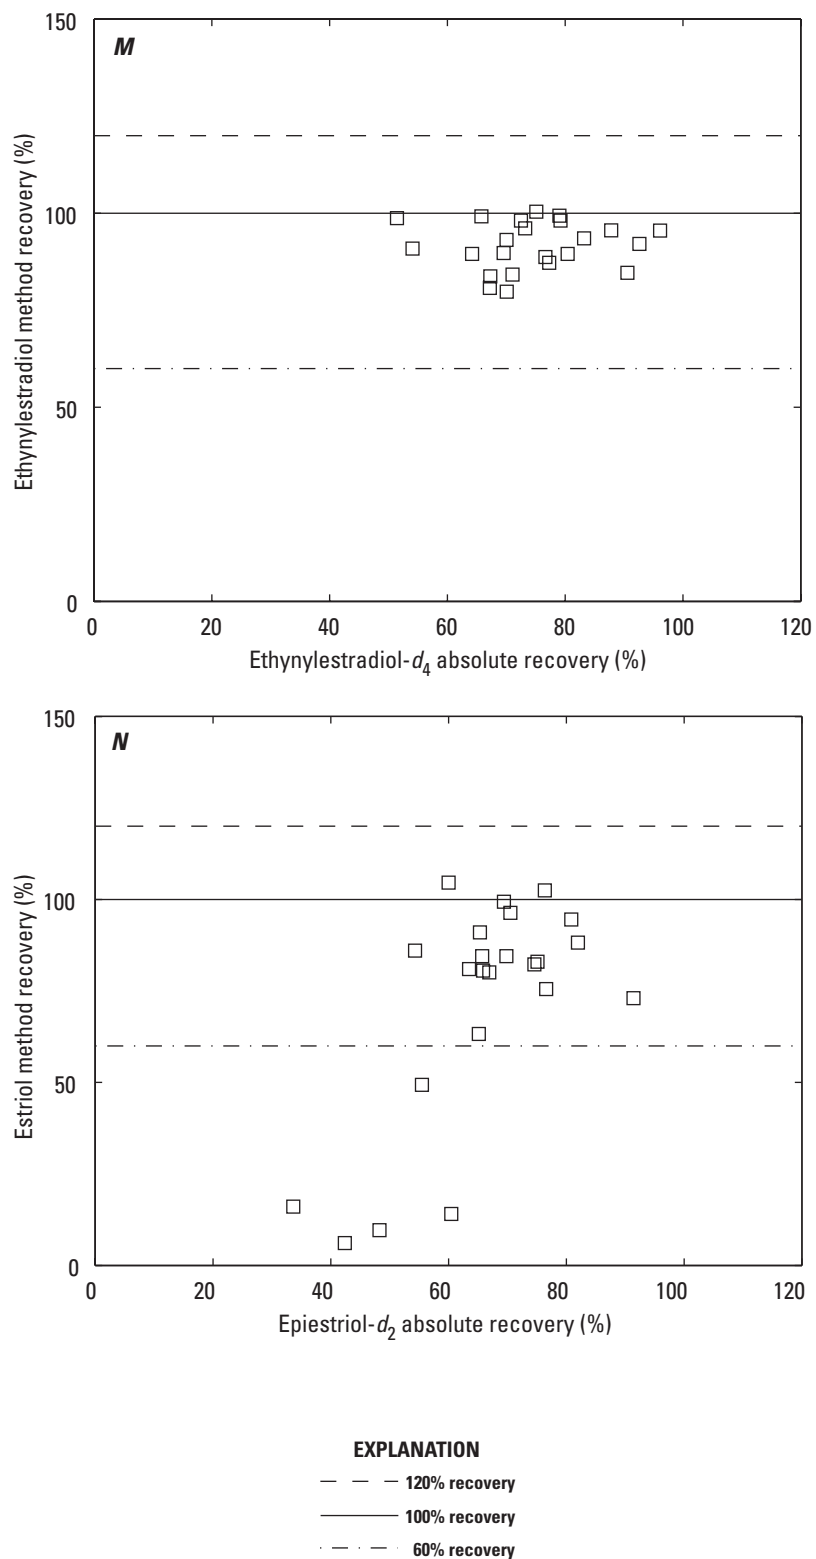 150
M
100
50
0
Ethynylestradiol method recovery (%)
0 20 40 60 80 100 120
Ethynylestradiol-d4 absolute recovery (%)
150
N
100
50
0
Estriol method recovery (%)
0 20 40 60 80 100 120
Epiestriol-d2 absolute recovery (%)
EXPLANATION
120% recovery
100% recovery
60% recovery